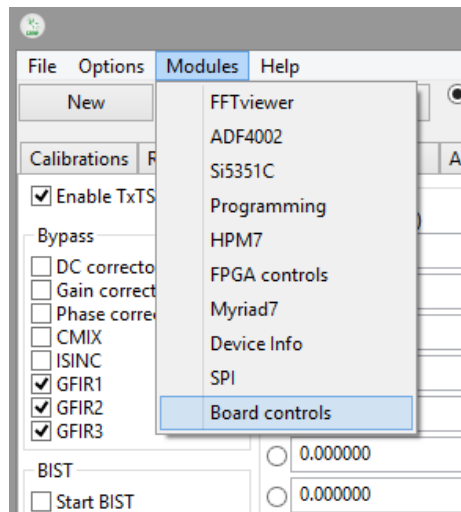 File Options Modules Help
New
FFTviewer
ADF4002
Si5351C
Programming
HPM7
FPGA controls
Myriad7
Device Info
SPI
Board controls
Calibrations R A
Enable TxTS
)
Bypass
DC correcto
Gain correct
Phase corre
CMIX
ISINC
GFIR1
GFIR2
GFIR3
0.000000
BIST
Start BIST
0.000000